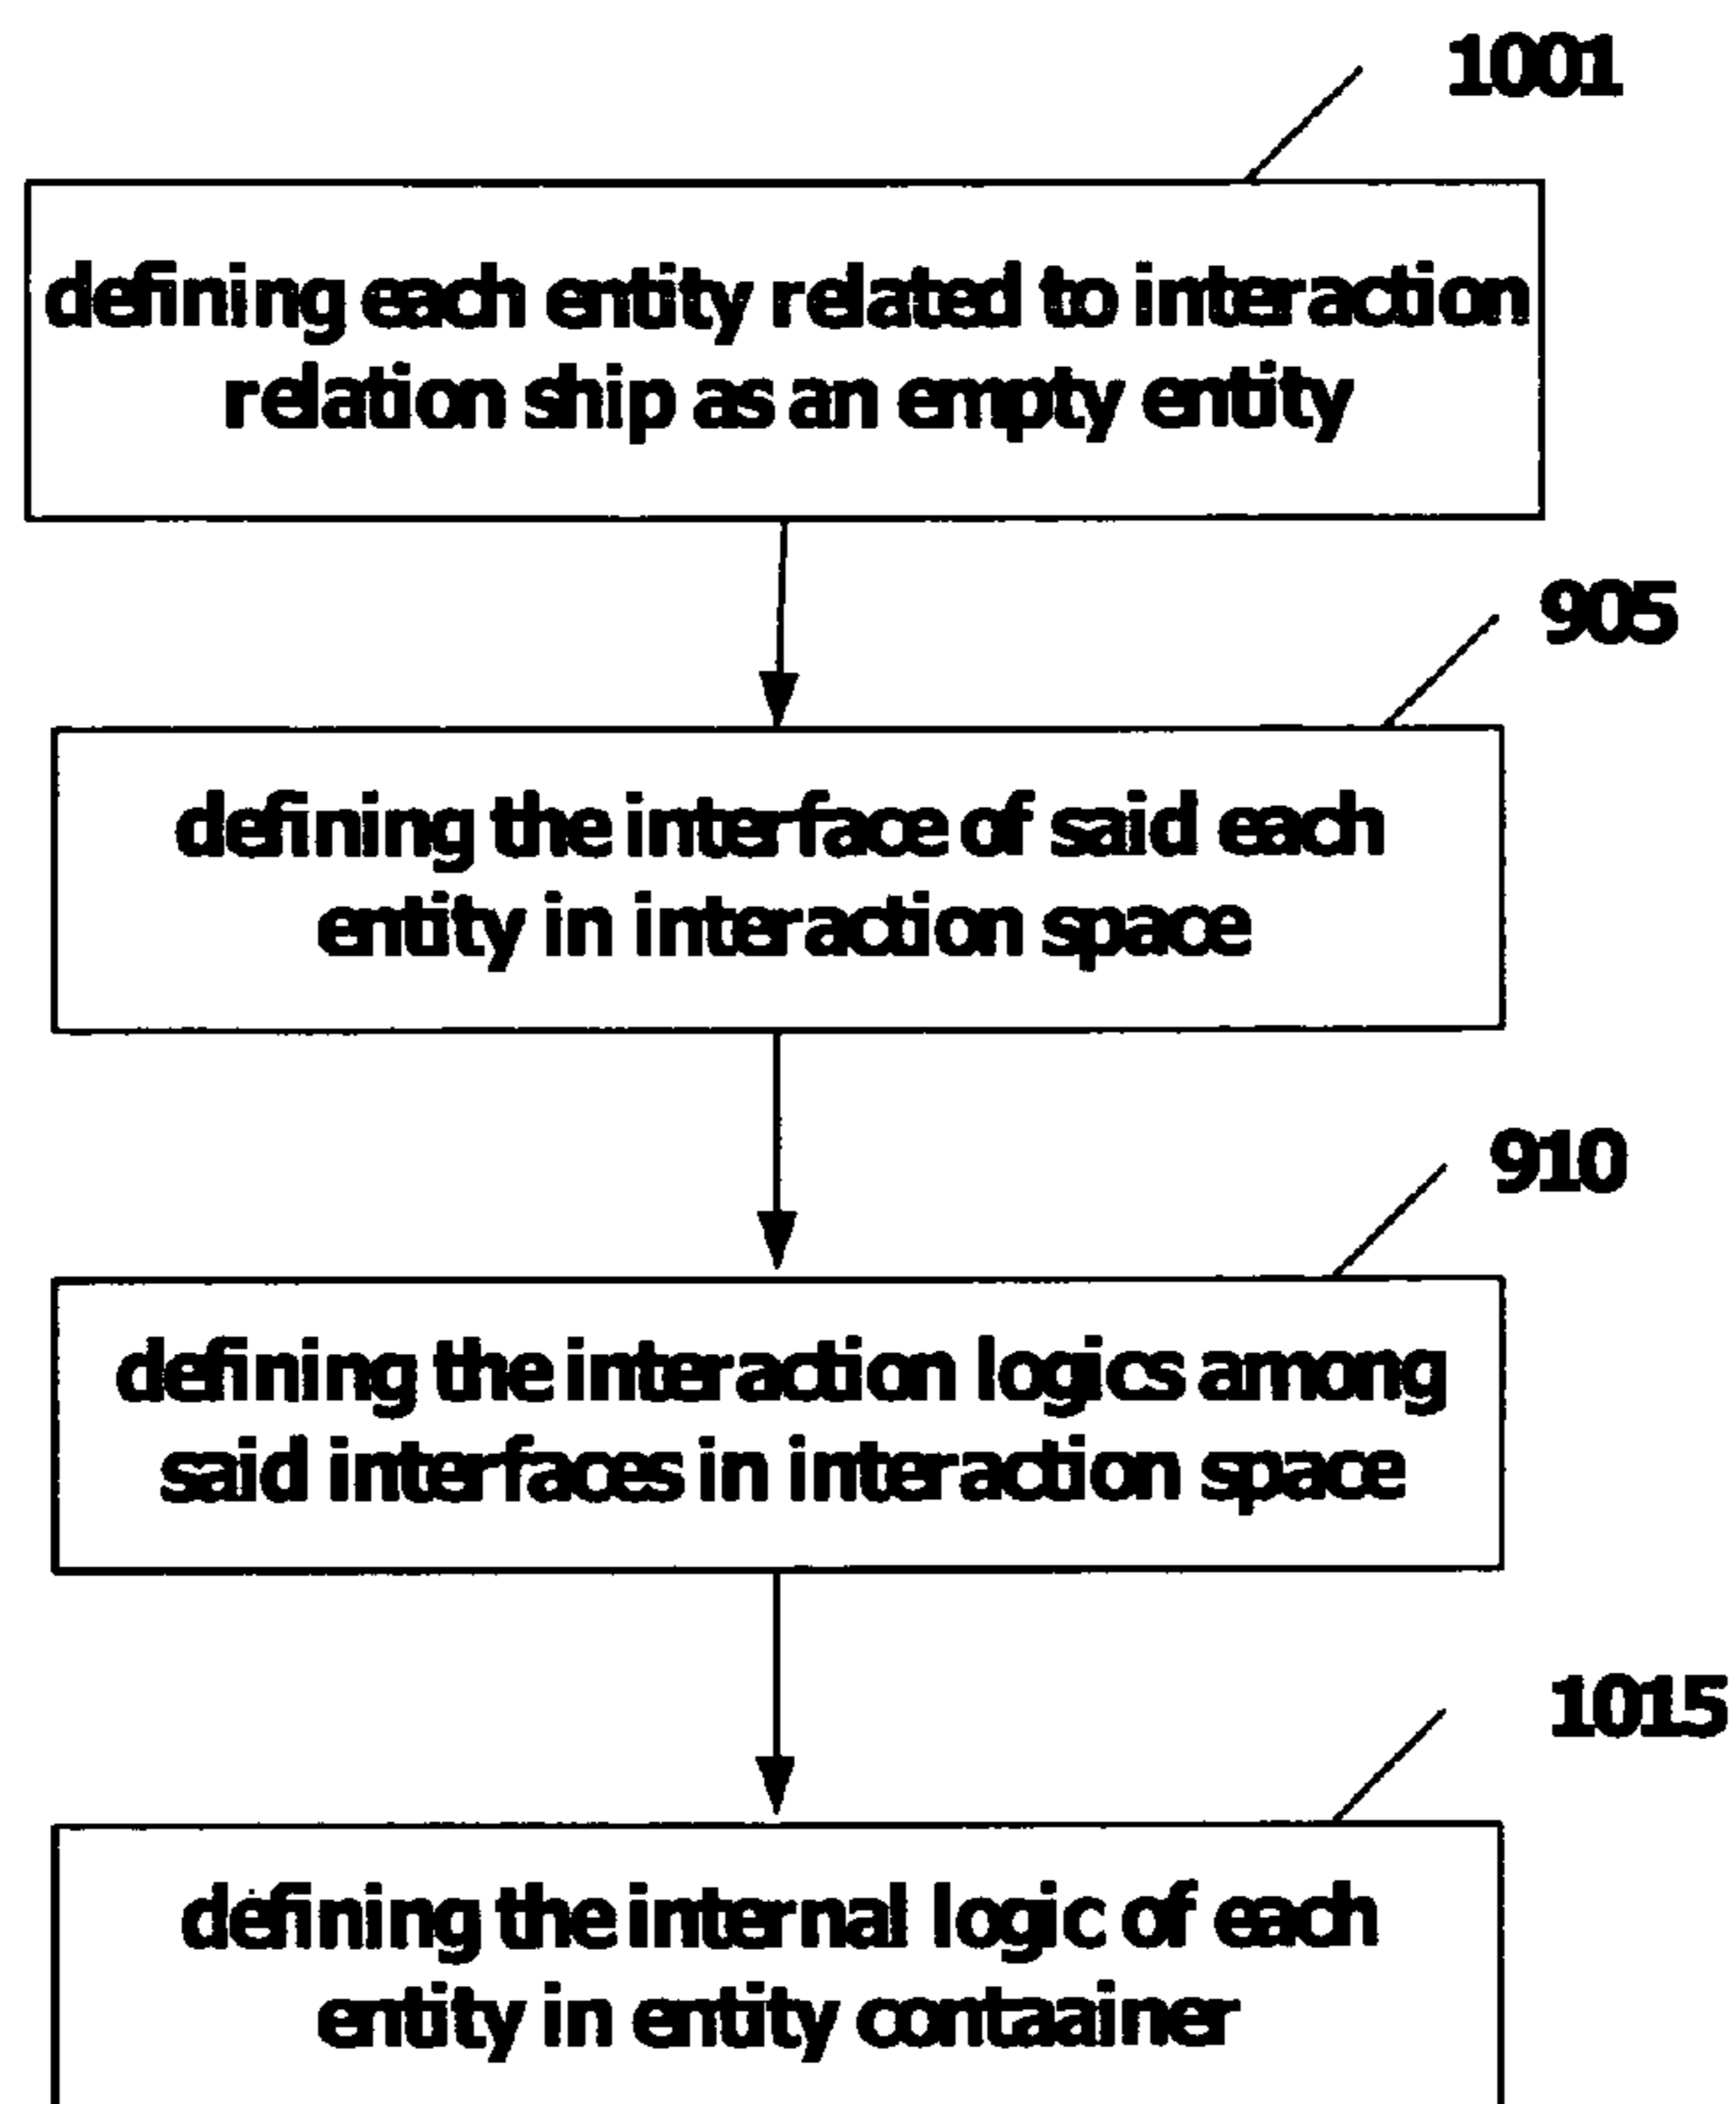 1001
defining each entity related to interaction
relation ship as an empty entity
905
defining the interface of said each
entity in interaction space
910
defining the interaction logics among
said interfaces in interaction space
1015
defining the internal logic of each
entity in entity contaainer